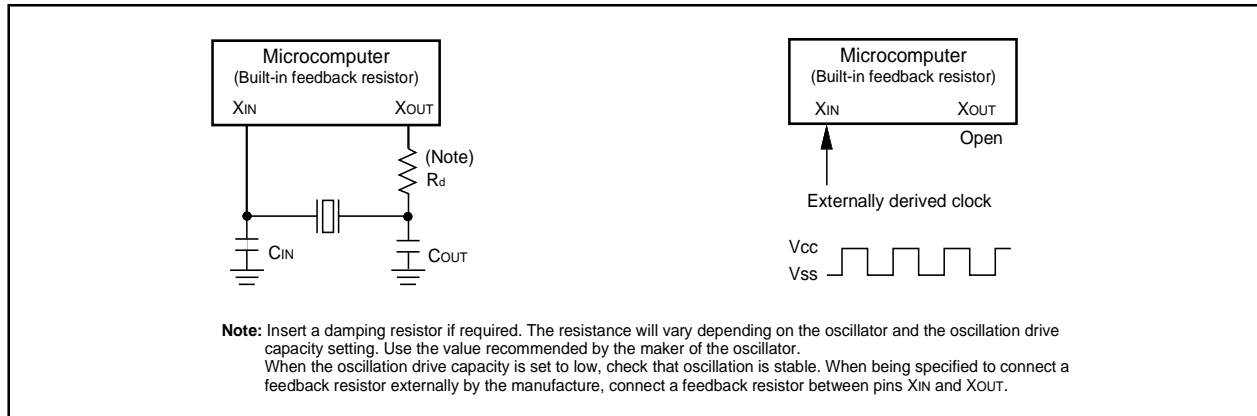 Microcomputer
(Built-in feedback resistor)
XIN XOUT
(Note)
Rd
CIN
COUT
Microcomputer
(Built-in feedback resistor)
XIN XOUT
Open
Externally derived clock
Vcc
Vss
Note: Insert a damping resistor if required. The resistance will vary depending on the oscillator and the oscillation drive
capacity setting. Use the value recommended by the maker of the oscillator.
When the oscillation drive capacity is set to low, check that oscillation is stable. When being specified to connect a
feedback resistor externally by the manufacture, connect a feedback resistor between pins XIN and XOUT.